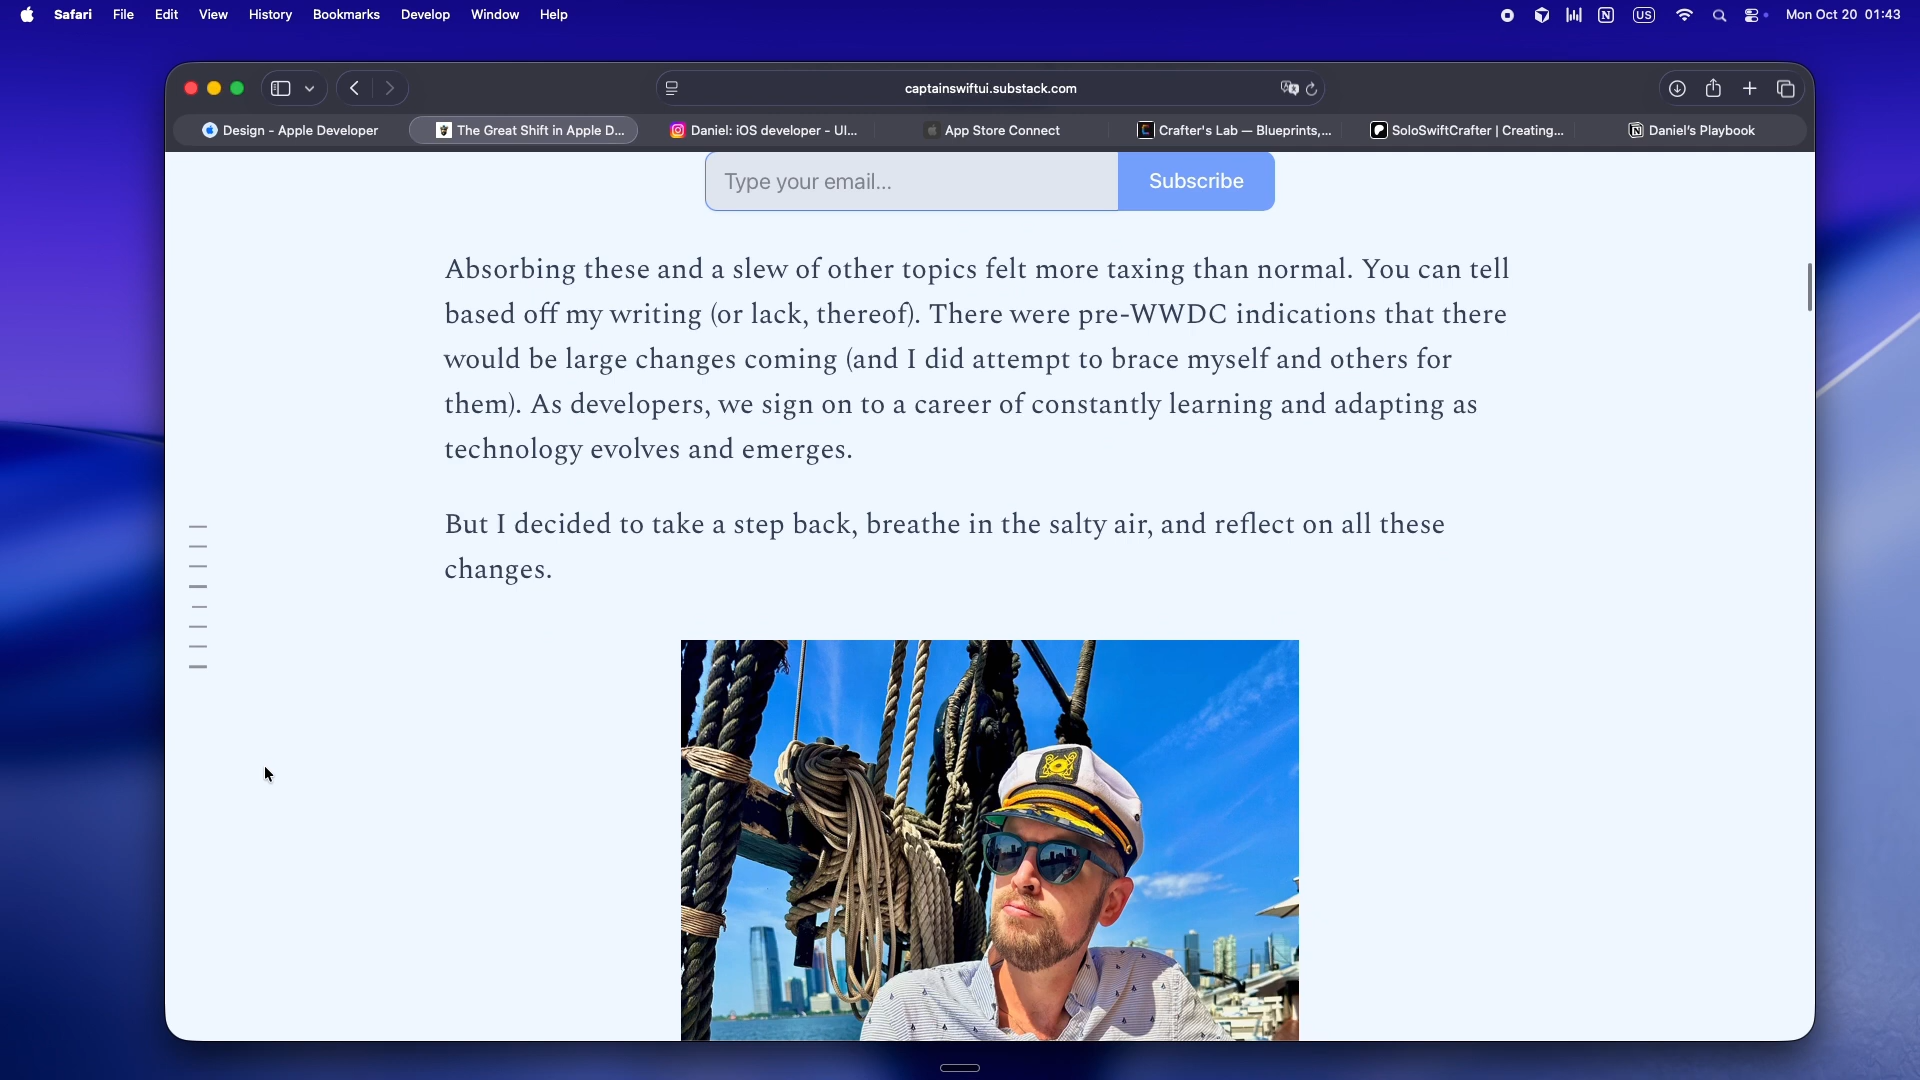 Safari File Edit View History Bookmarks Develop Window Help US Mon Oct 20 01:43
captainswiftui.substack.com
Design - Apple Developer The Great Shift in Apple D... Daniel: iOS developer - UI... App Store Connect Crafter's Lab — Blueprints,... SoloSwiftCrafter | Creating... Daniel's Playbook
Type your email... Subscribe
Absorbing these and a slew of other topics felt more taxing than normal. You can tell
based off my writing (or lack, thereof). There were pre-WWDC indications that there
would be large changes coming (and I did attempt to brace myself and others for
them). As developers, we sign on to a career of constantly learning and adapting as
technology evolves and emerges.
But I decided to take a step back, breathe in the salty air, and reflect on all these
changes.